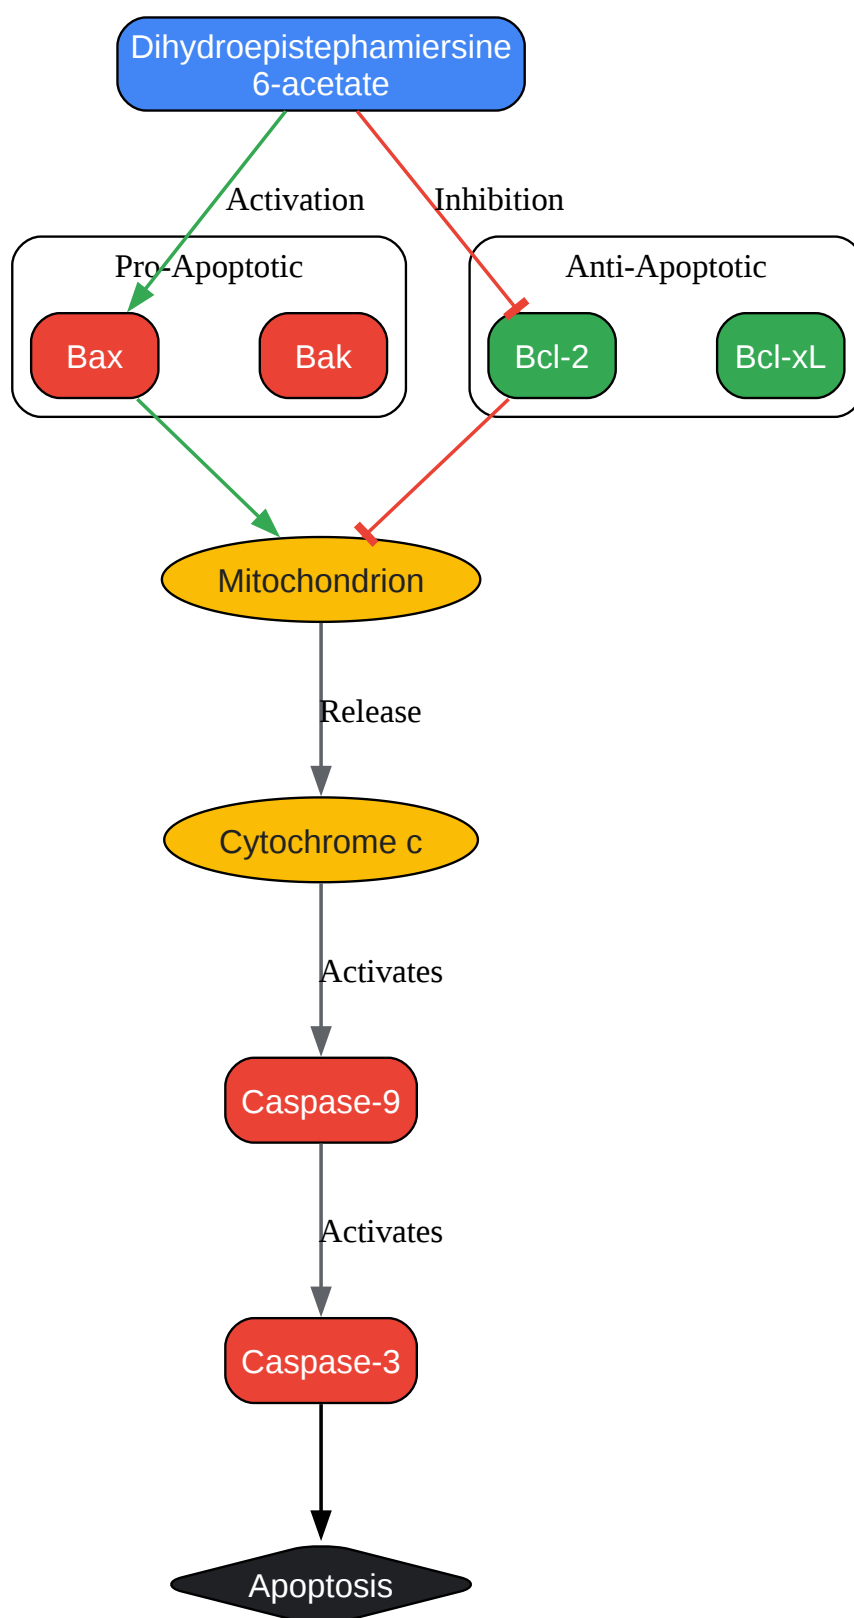 Dihydroepistephamiersine
6-acetate
Activation
Inhibition
Pro-Apoptotic
Anti-Apoptotic
Bax
Bak
Bcl-2
Bcl-xL
Mitochondrion
Release
Cytochrome c
Activates
Caspase-9
Activates
Caspase-3
Apoptosis